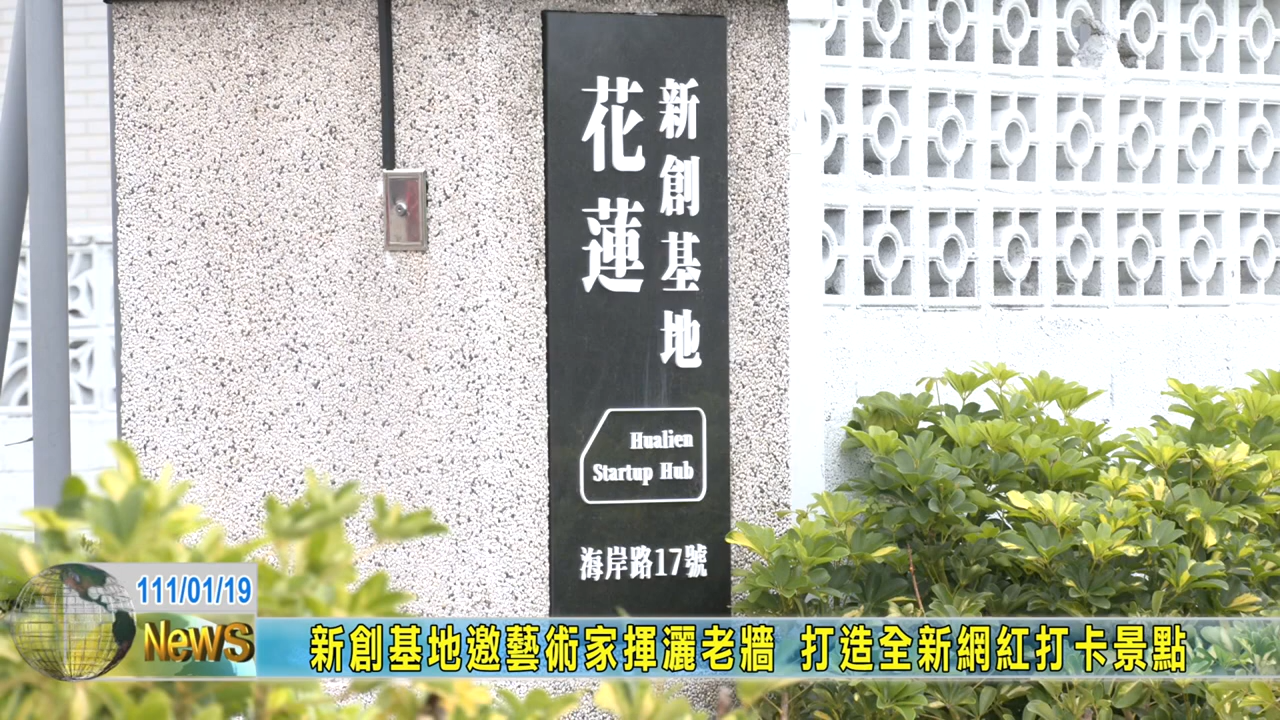 花蓮
新創基地
Hualien
Startup Hub
海岸路17號
111/01/19
News
新創基地邀藝術家揮灑老牆 打造全新網紅打卡景點